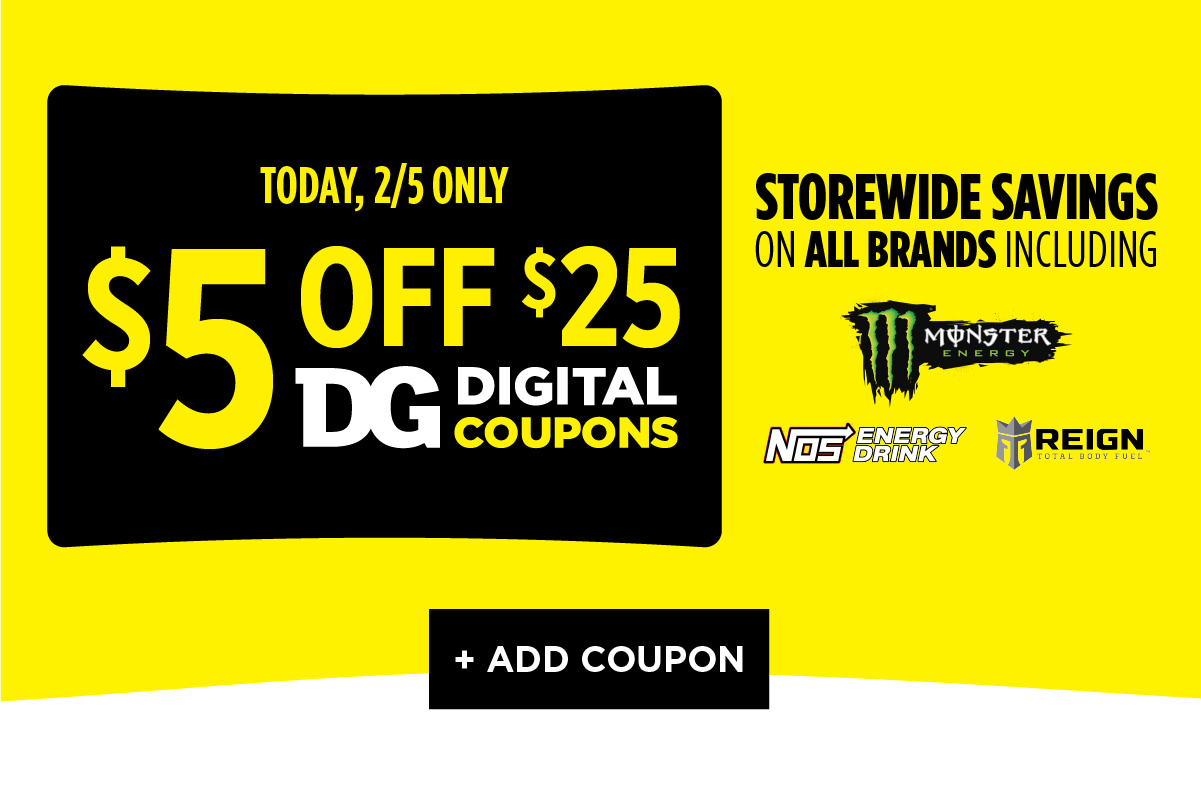 TODAY, 2/5 ONLY
$5 OFF $25
DG DIGITAL
COUPONS
STOREWIDE SAVINGS
ON ALL BRANDS INCLUDING
MONSTER
ENERGY
NOS ENERGY
DRINK
REIGN
TOTAL BODY FUEL™
+ ADD COUPON